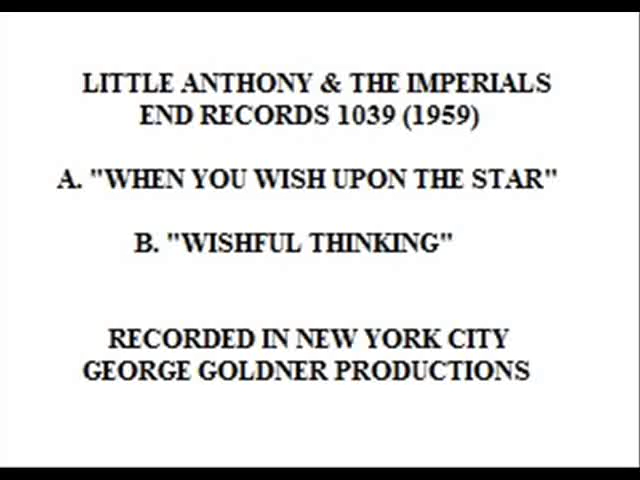 LITTLE ANTHONY & THE IMPERIALS
END RECORDS 1039 (1959)
A. "WHEN YOU WISH UPON THE STAR"
B. "WISHFUL THINKING"
RECORDED IN NEW YORK CITY
GEORGE GOLDNER PRODUCTIONS